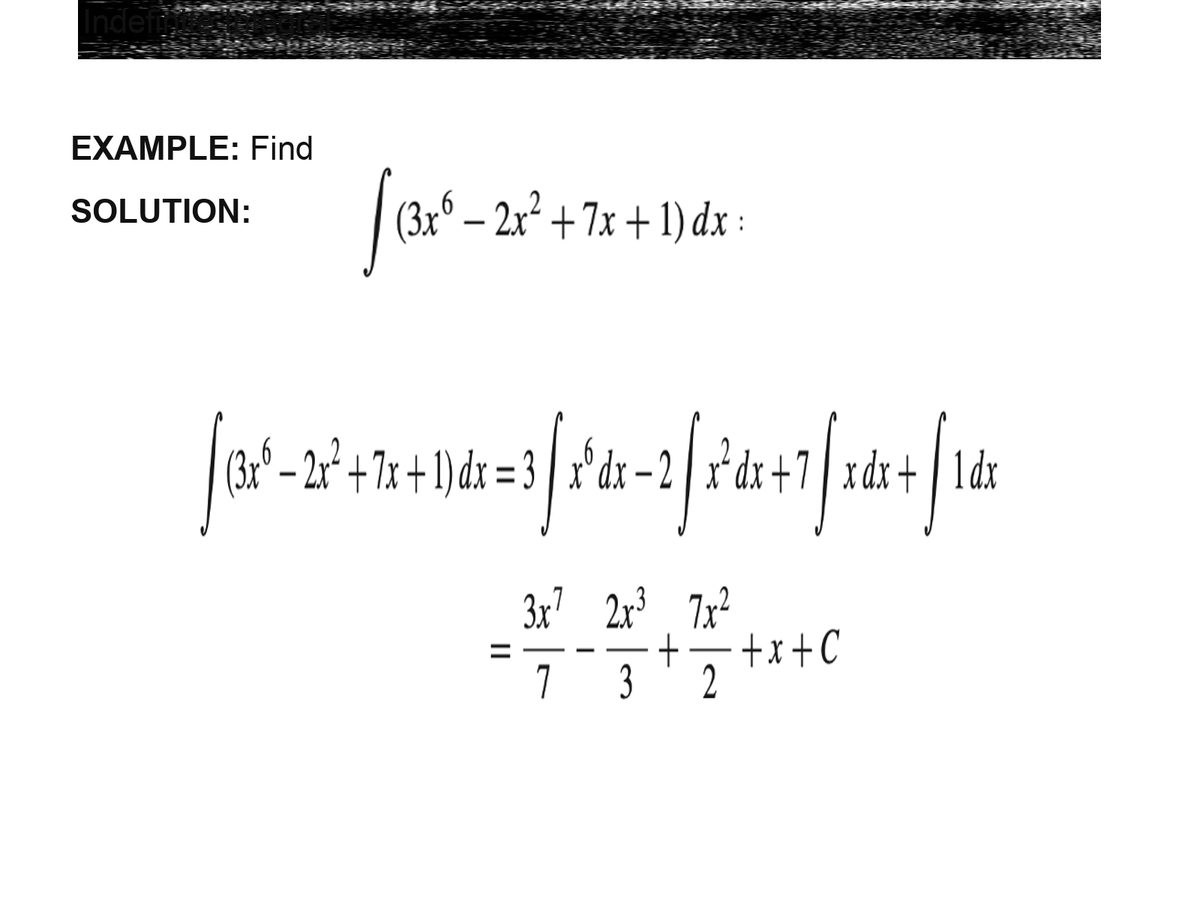 EXAMPLE: Find
SOLUTION:
∫(3x⁶ – 2x² + 7x + 1) dx :
∫(3x⁶ – 2x² + 7x + 1) dx = 3∫x⁶ dx – 2∫x² dx + 7∫x dx + ∫1 dx
= 3x⁷/7 – 2x³/3 + 7x²/2 + x + C